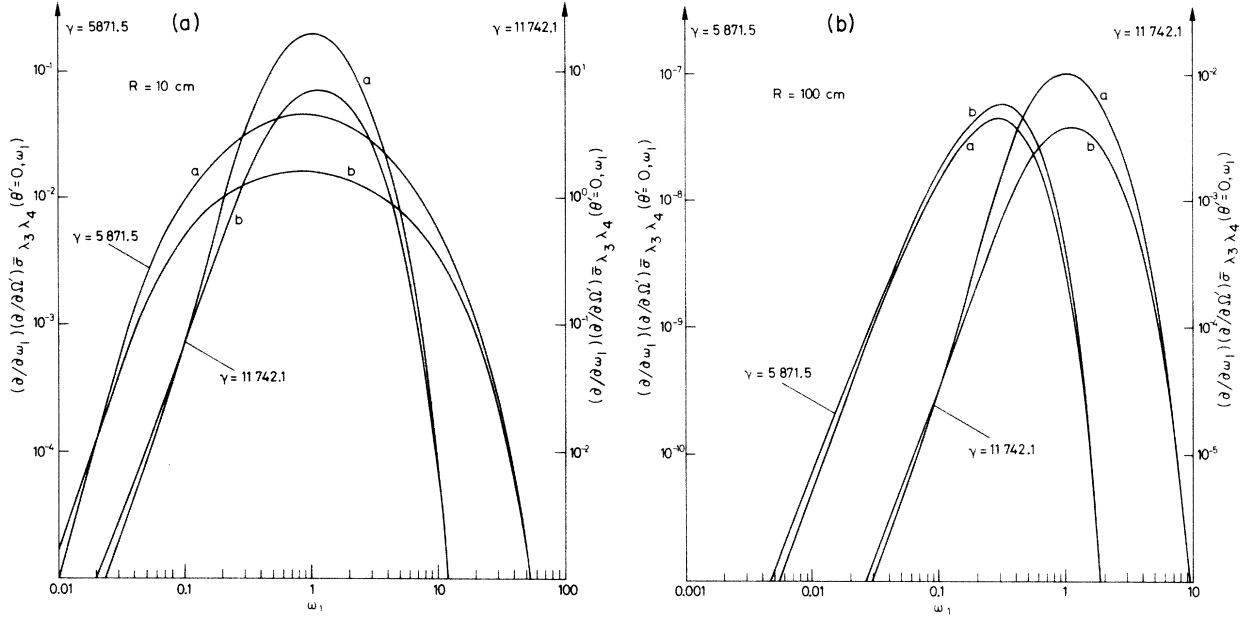 (a)
γ = 5871.5
γ = 11 742.1
R = 10 cm
10⁻¹
10⁻²
10⁻³
10⁻⁴
10¹
10⁰
10⁻¹
10⁻²
a
a
b
b
γ = 5 871.5
γ = 11 742.1
(∂/∂ω₁)(∂/∂Ω′) σ̅ λ₃ λ₄ (θ′=0, ω₁)
(∂/∂ω₁)(∂/∂Ω′) σ̅ λ₃ λ₄ (θ′=0, ω₁)
0.01 0.1 1 10 100
ω₁
(b)
γ = 5 871.5
γ = 11 742.1
R = 100 cm
10⁻⁷
10⁻⁸
10⁻⁹
10⁻¹⁰
10⁻²
10⁻³
10⁻⁴
10⁻⁵
b
a
a
b
γ = 5 871.5
γ = 11 742.1
(∂/∂ω₁)(∂/∂Ω′) σ̅ λ₃ λ₄ (θ′=0, ω₁)
(∂/∂ω₁)(∂/∂Ω′) σ̅ λ₃ λ₄ (θ′=0, ω₁)
0.001 0.01 0.1 1 10
ω₁